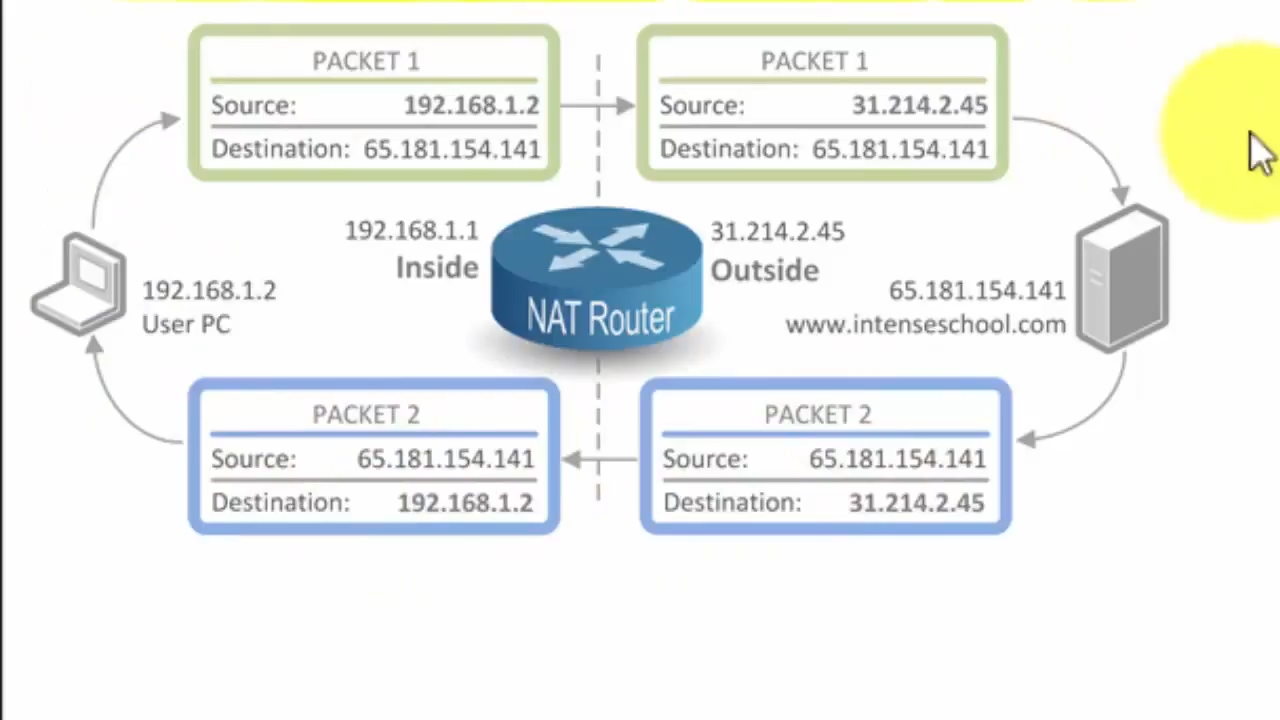 PACKET 1
Source: 192.168.1.2
Destination: 65.181.154.141
PACKET 1
Source: 31.214.2.45
Destination: 65.181.154.141
192.168.1.1
Inside
31.214.2.45
Outside
NAT Router
192.168.1.2
User PC
65.181.154.141
www.intenseschool.com
PACKET 2
Source: 65.181.154.141
Destination: 192.168.1.2
PACKET 2
Source: 65.181.154.141
Destination: 31.214.2.45